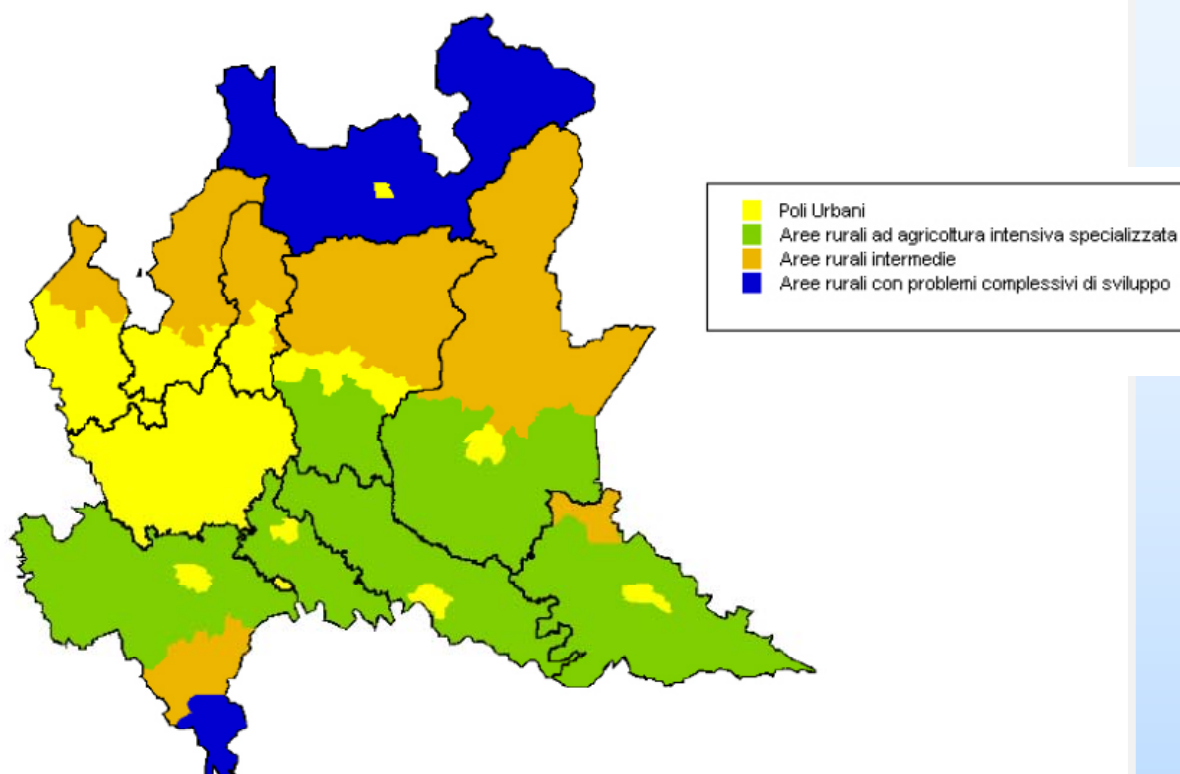 Poli Urbani
Aree rurali ad agricoltura intensiva specializzata
Aree rurali intermedie
Aree rurali con problemi complessivi di sviluppo